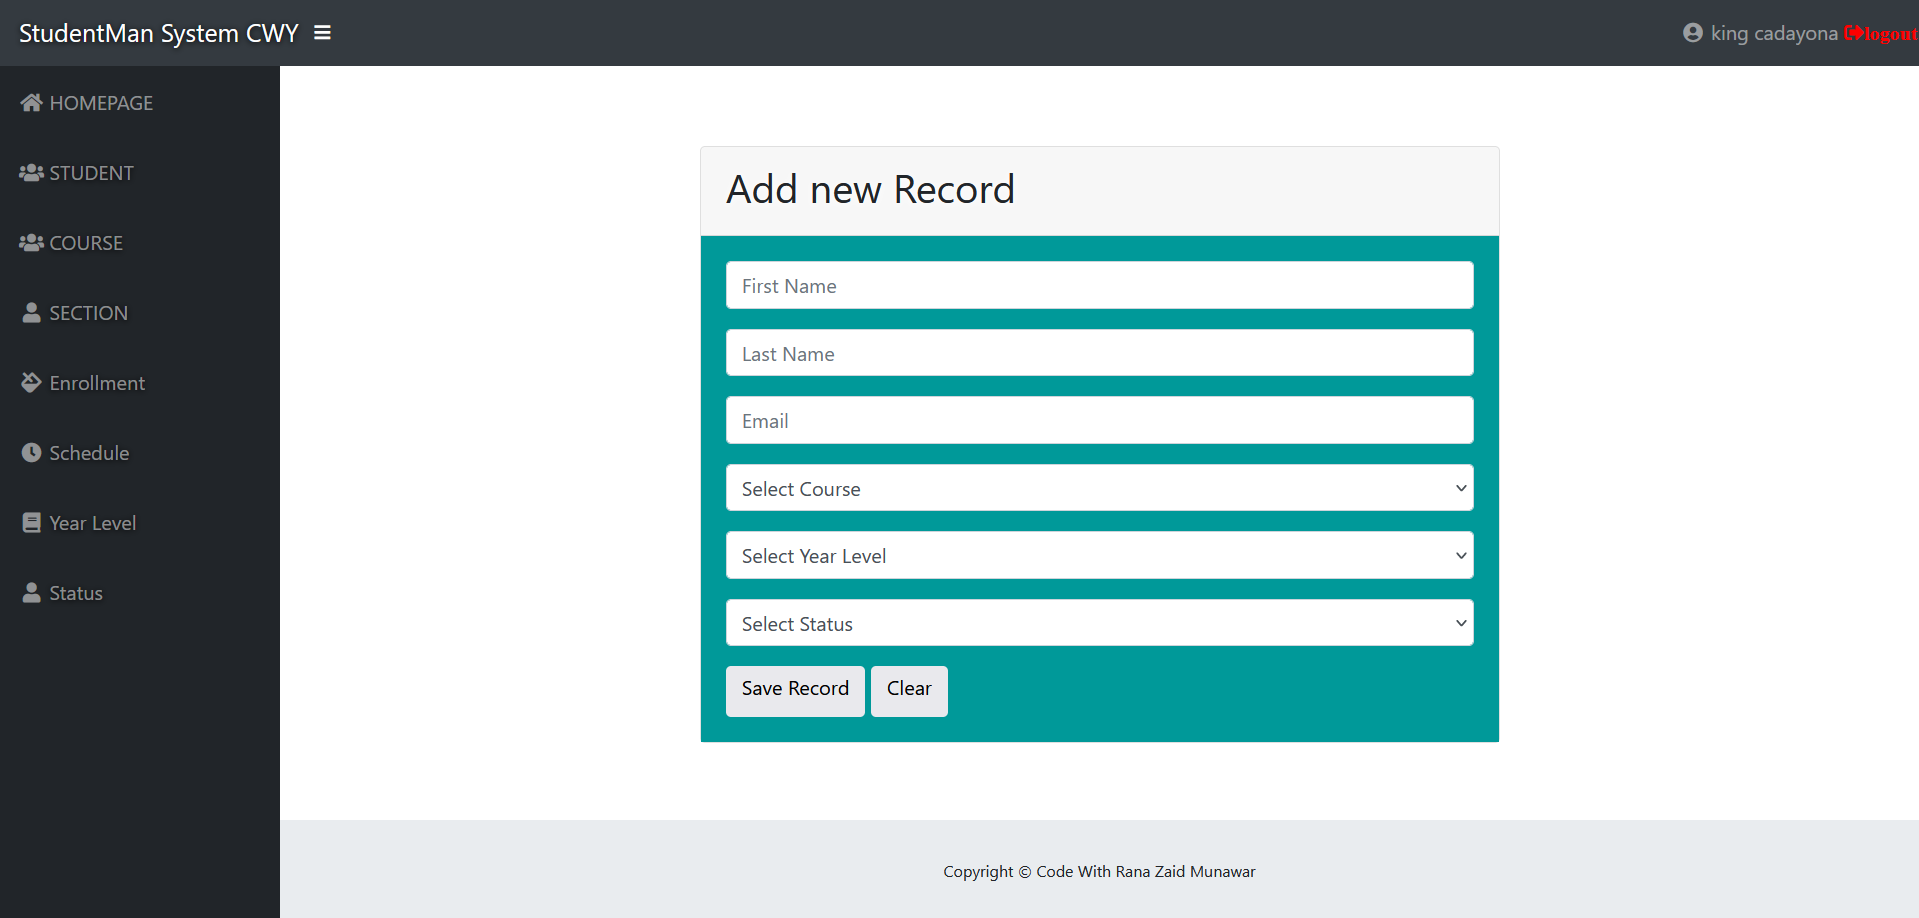 StudentMan System CWY
king cadayona logout
HOMEPAGE
STUDENT
COURSE
SECTION
Enrollment
Schedule
Year Level
Status
Add new Record
First Name
Last Name
Email
Select Course
Select Year Level
Select Status
Save Record Clear
Copyright © Code With Rana Zaid Munawar